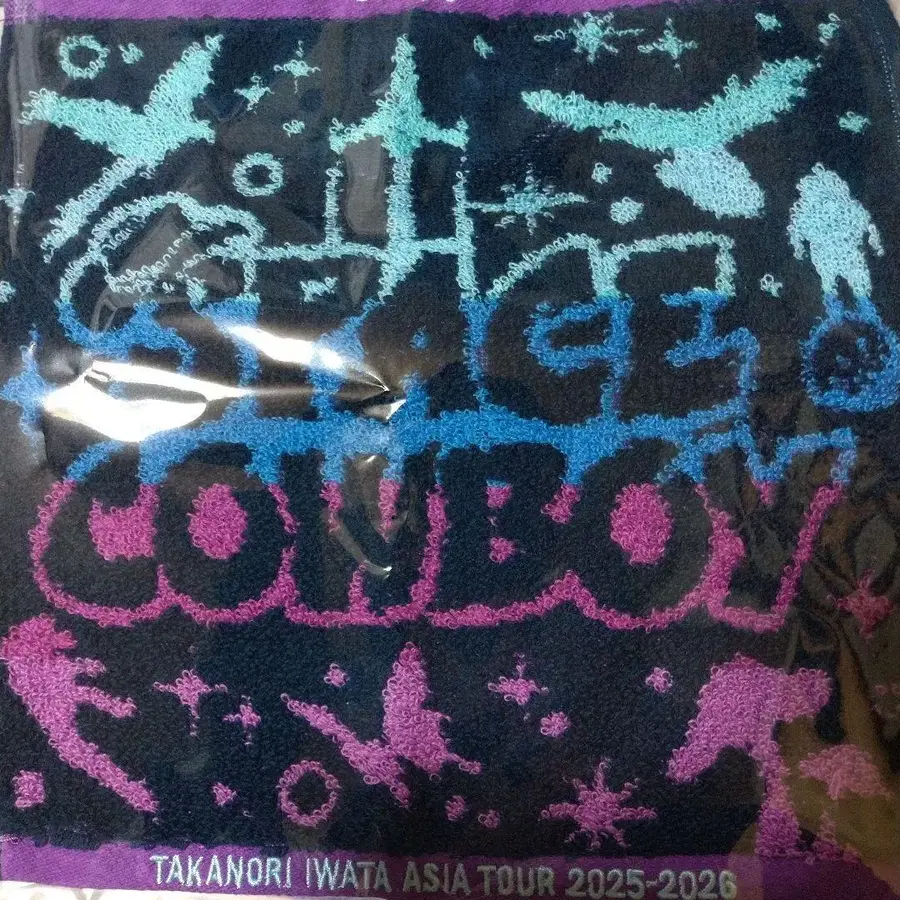 SPACE
COWBOY
TAKANORI IWATA ASIA TOUR 2025-2026